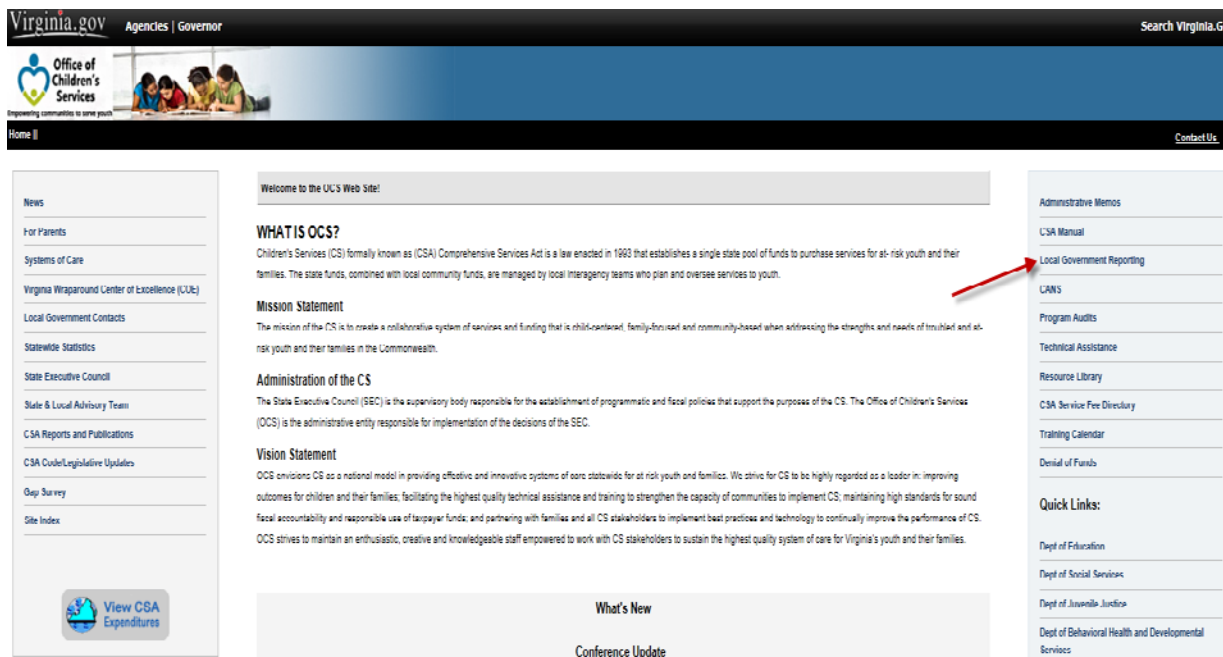 Virginia.gov Agencies | Governor
Search Virginia.G
Office of
Children's
Services
Empowering communities to serve youth
Home ||
Contact Us
News
For Parents
Systems of Care
Virginia Wraparound Center of Excellence (COE)
Local Government Contacts
Statewide Statistics
State Executive Council
State & Local Advisory Team
CSA Reports and Publications
CSA Code/Legislative Updates
Gap Survey
Site Index
View CSA
Expenditures
Welcome to the OCS Web Site!
WHAT IS OCS?
Children's Services (CS) formally known as (CSA) Comprehensive Services Act is a law enacted in 1993 that establishes a single state pool of funds to purchase services for at- risk youth and their
families. The state funds, combined with local community funds, are managed by local interagency teams who plan and oversee services to youth.
Mission Statement
The mission of the CS is to create a collaborative system of services and funding that is child-centered, family-focused and community-based when addressing the strengths and needs of troubled and at-
risk youth and their families in the Commonwealth.
Administration of the CS
The State Executive Council (SEC) is the supervisory body responsible for the establishment of programmatic and fiscal policies that support the purposes of the CS. The Office of Children's Services
(OCS) is the administrative entity responsible for implementation of the decisions of the SEC.
Vision Statement
OCS envisions CS as a national model in providing effective and innovative systems of care statewide for at risk youth and families. We strive for CS to be highly regarded as a leader in: improving
outcomes for children and their families; facilitating the highest quality technical assistance and training to strengthen the capacity of communities to implement CS; maintaining high standards for sound
fiscal accountability and responsible use of taxpayer funds; and partnering with families and all CS stakeholders to implement best practices and technology to continually improve the performance of CS.
OCS strives to maintain an enthusiastic, creative and knowledgeable staff empowered to work with CS stakeholders to sustain the highest quality system of care for Virginia's youth and their families.
What's New
Conference Update
Administrative Memos
CSA Manual
Local Government Reporting
CANS
Program Audits
Technical Assistance
Resource Library
CSA Service Fee Directory
Training Calendar
Denial of Funds
Quick Links:
Dept of Education
Dept of Social Services
Dept of Juvenile Justice
Dept of Behavioral Health and Developmental
Services